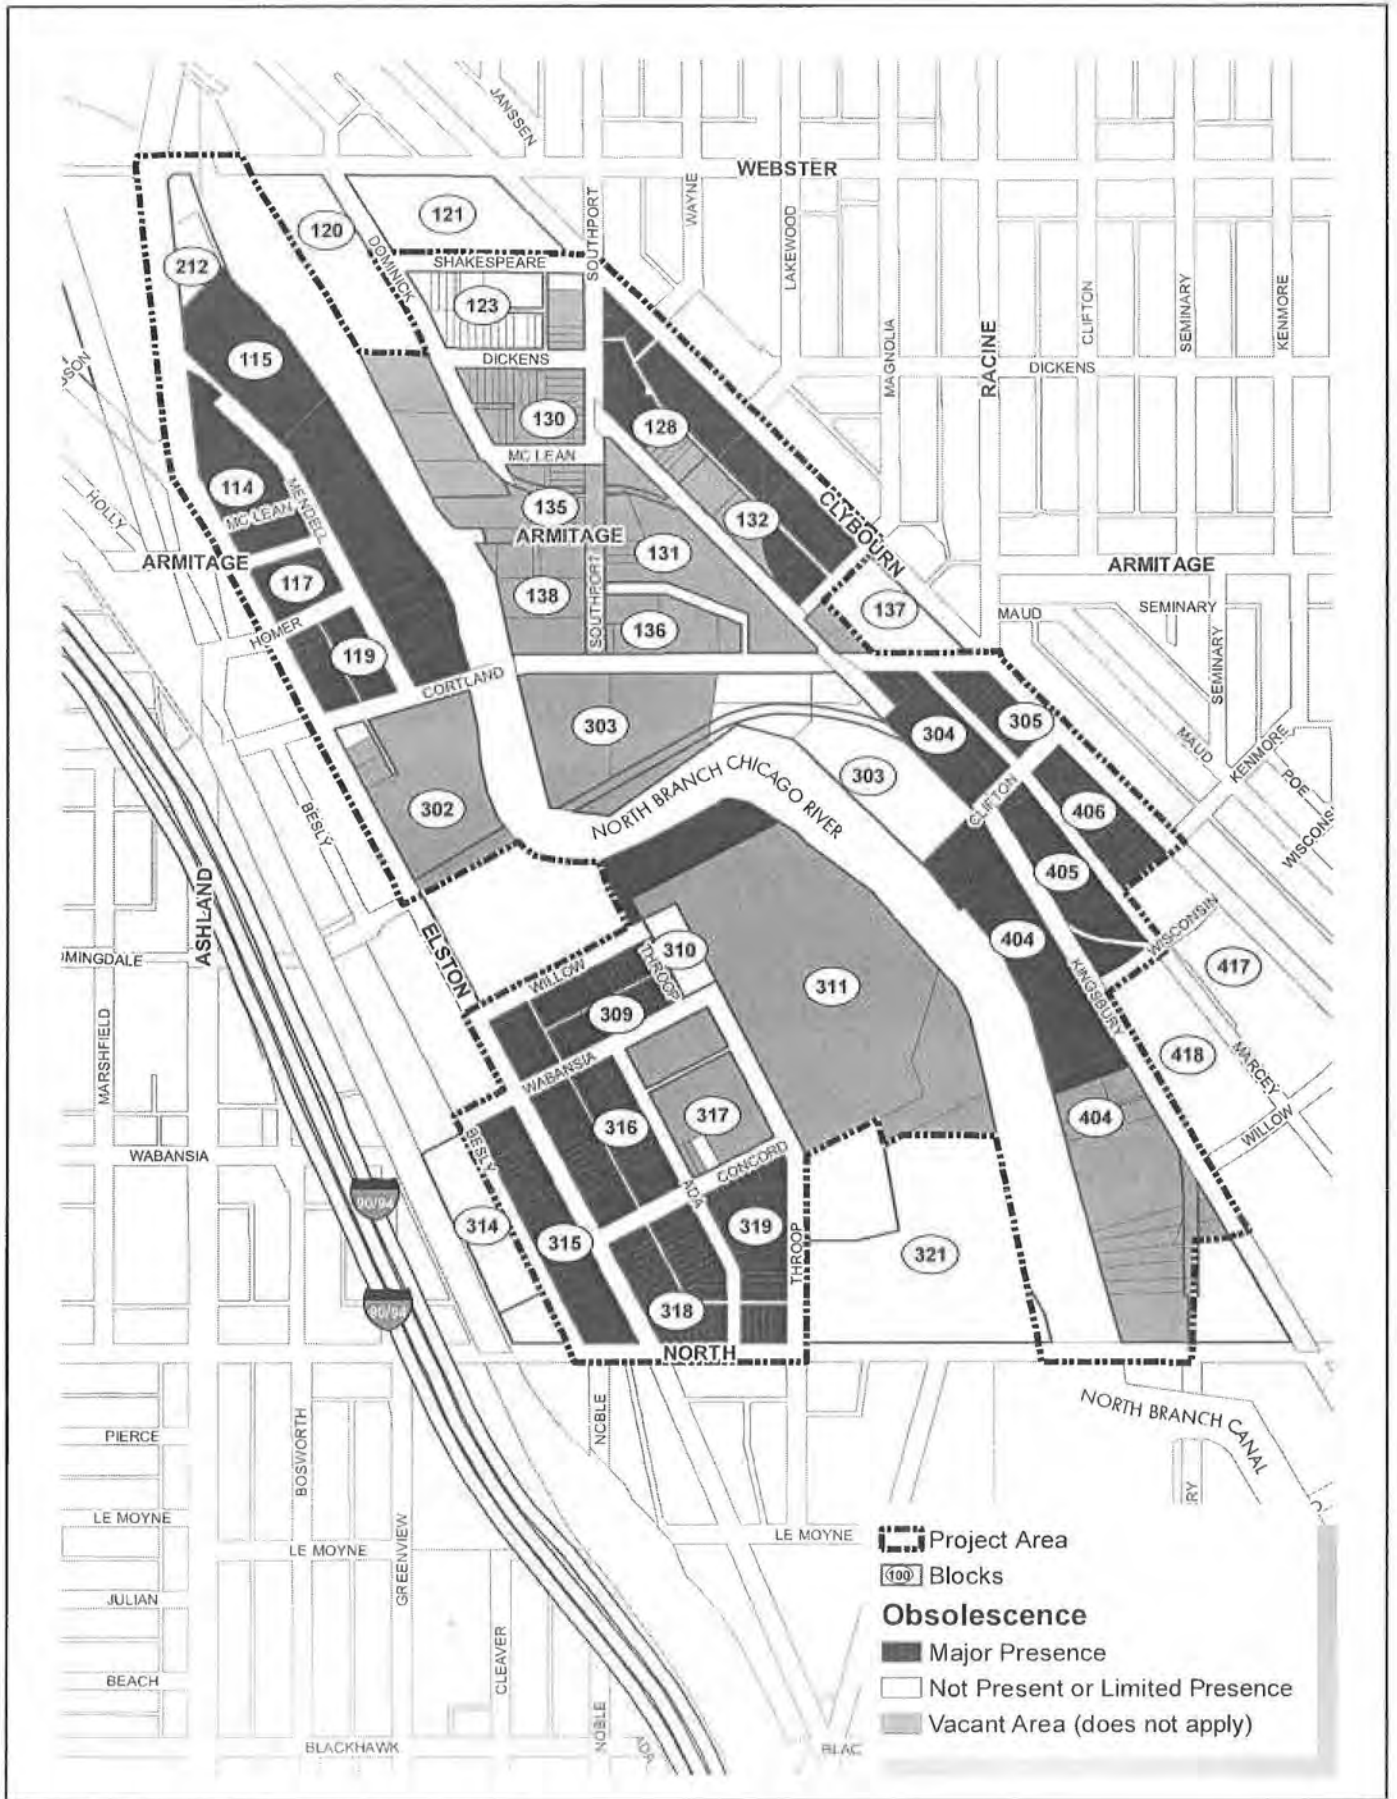 JANSSEN
WEBSTER
SOUTHPORT
WAYNE
LAKEWOOD
120
121
DOMINICK
SHAKESPEARE
212
123
CLIFTON
SEMINARY
KENMORE
MAGNOLIA
RACINE
115
DICKENS
DICKENS
130
128
MC LEAN
HOLLY
114
MC LEAN
MENDELL
135
132
CLYBOURN
ARMITAGE
ARMITAGE
131
ARMITAGE
117
138
SOUTHPORT
137
MAUD
SEMINARY
HOMER
136
SEMINARY
119
CORTLAND
303
304
305
MAUD
KENMORE
POE
302
NORTH BRANCH CHICAGO RIVER
303
CLIFTON
406
BESLY
WISCONS
ASHLAND
405
ELSTON
WISCONSIN
404
OMINGDALE
WILLOW
THROOP
310
311
417
KINGSBURY
309
MARSHFIELD
WABANSIA
418
MARCEY
316
317
404
WILLOW
BESLY
WABANSIA
CONCORD
90/94
ADA
314
315
319
THROOP
321
90/94
318
NORTH
NORTH BRANCH CANAL
NOBLE
PIERCE
BOSWORTH
RY
LE MOYNE
LE MOYNE
LE MOYNE
GREENVIEW
JULIAN
CLEAVER
BEACH
NOBLE
ADA
BLACKHAWK
BLAC
Project Area
100 Blocks
Obsolescence
Major Presence
Not Present or Limited Presence
Vacant Area (does not apply)